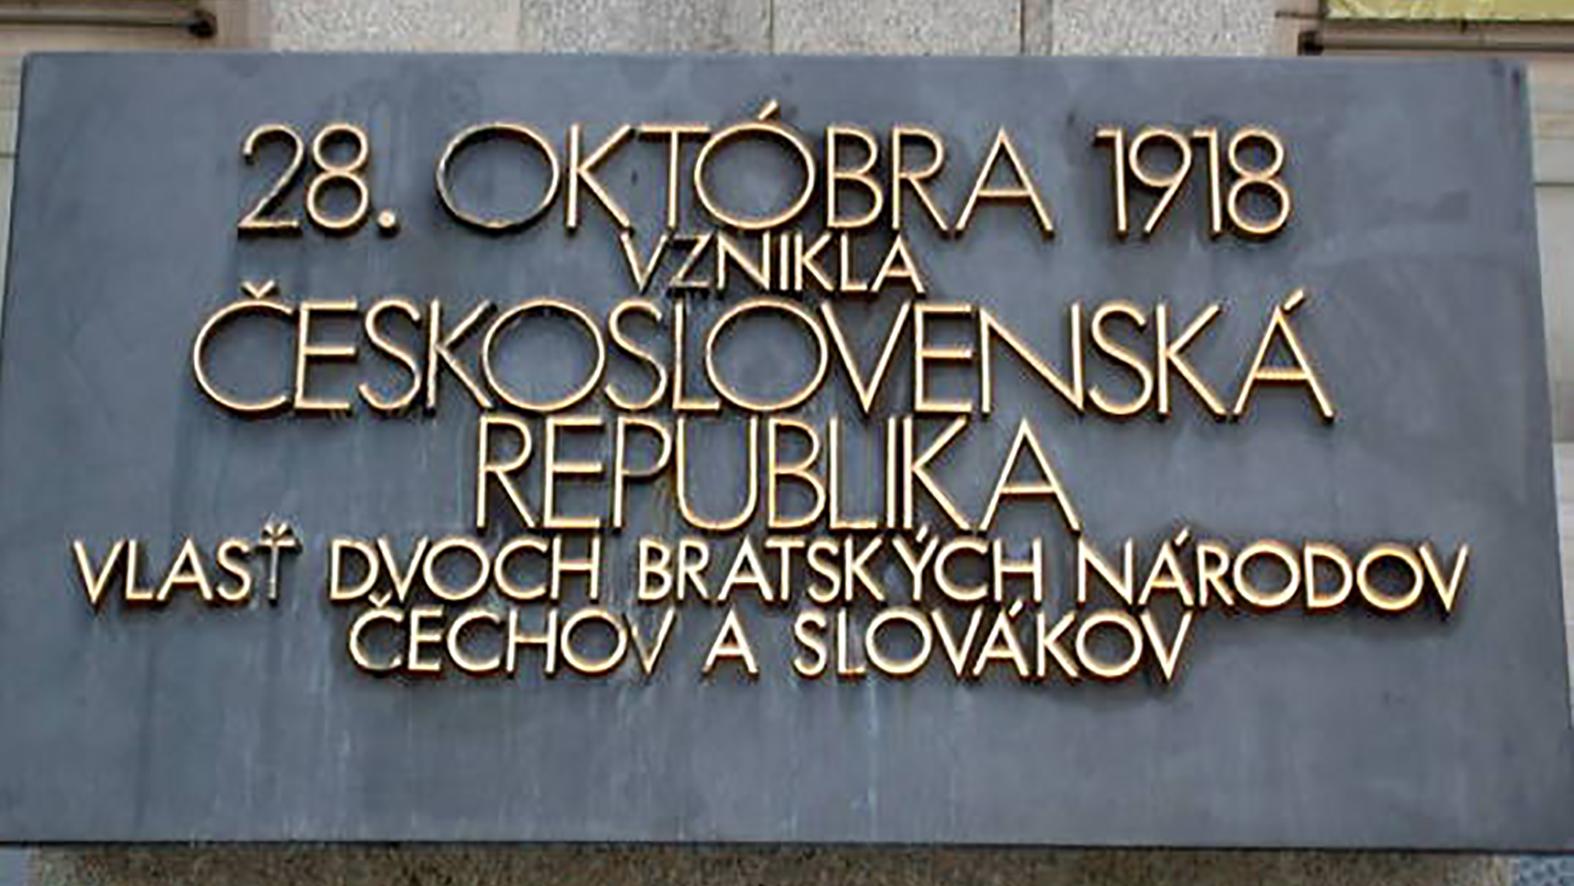 28. OKTÓBRA 1918
VZNIKLA
ČESKOSLOVENSKÁ
REPUBLIKA
VLASŤ DVOCH BRATSKÝCH NÁRODOV
ČECHOV A SLOVÁKOV